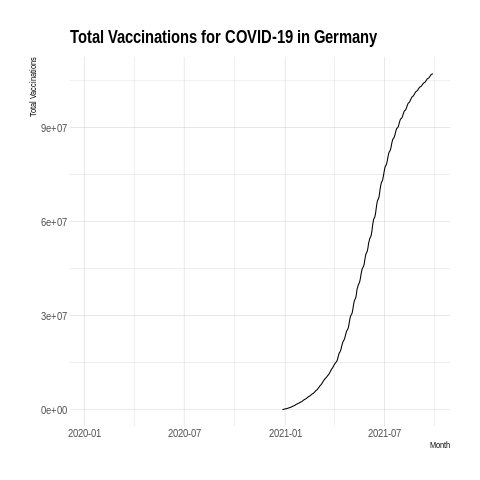 Total Vaccinations for COVID-19 in Germany
Total Vaccinations
9e+07
6e+07
3e+07
0e+00
2020-01 2020-07 2021-01 2021-07
Month